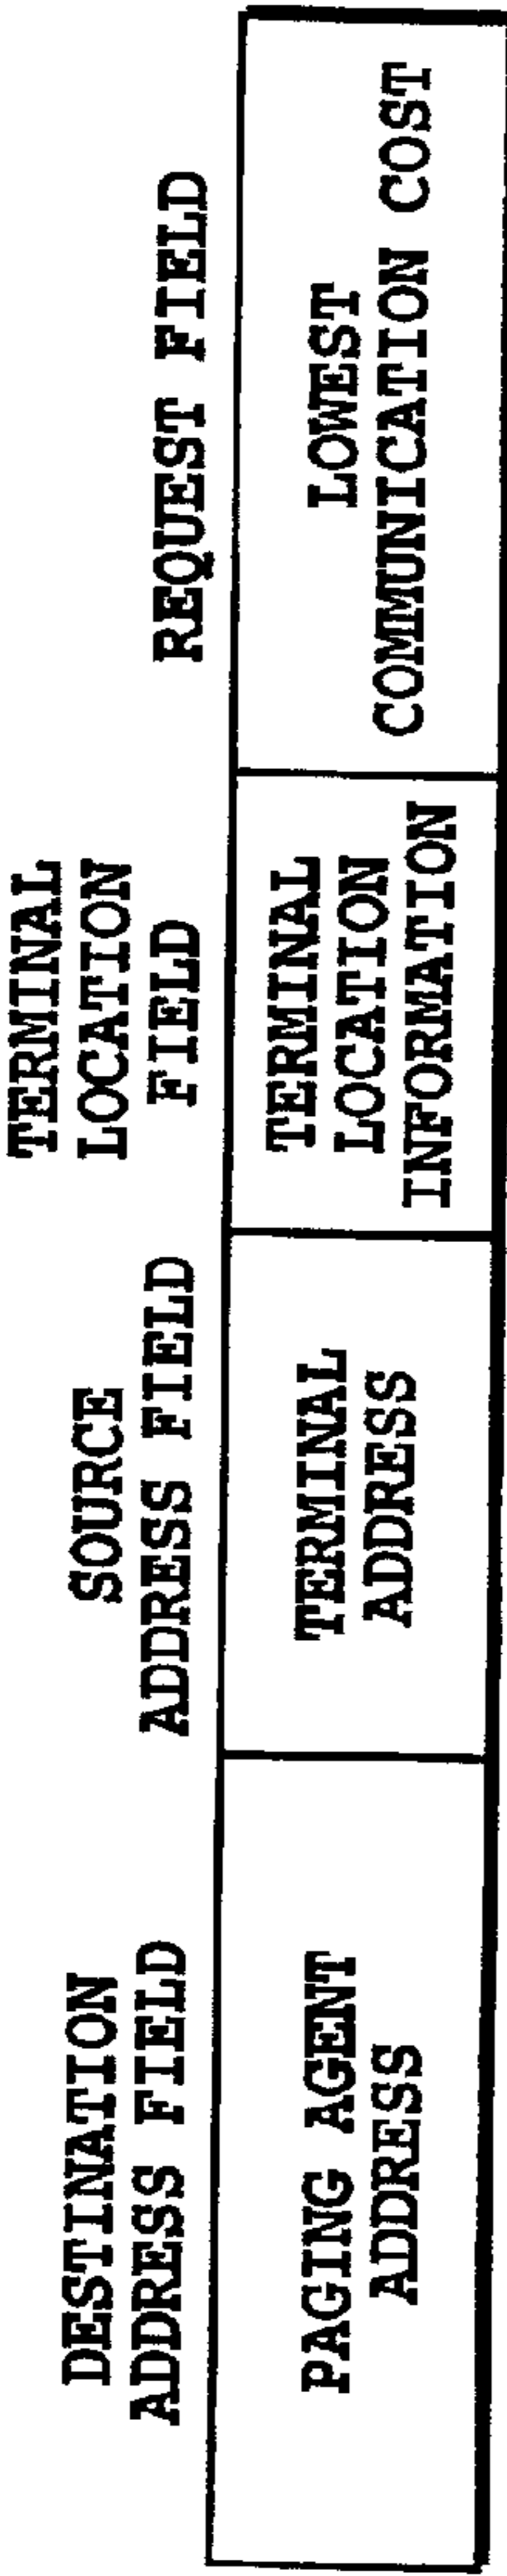 DESTINATION
ADDRESS FIELD
SOURCE
ADDRESS FIELD
TERMINAL
LOCATION
FIELD
REQUEST FIELD
PAGING AGENT
ADDRESS
TERMINAL
ADDRESS
TERMINAL
LOCATION
INFORMATION
LOWEST
COMMUNICATION COST